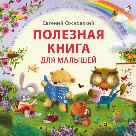 Евгений Сосновский
ПОЛЕЗНАЯ
КНИГА
ДЛЯ МАЛЫШЕЙ